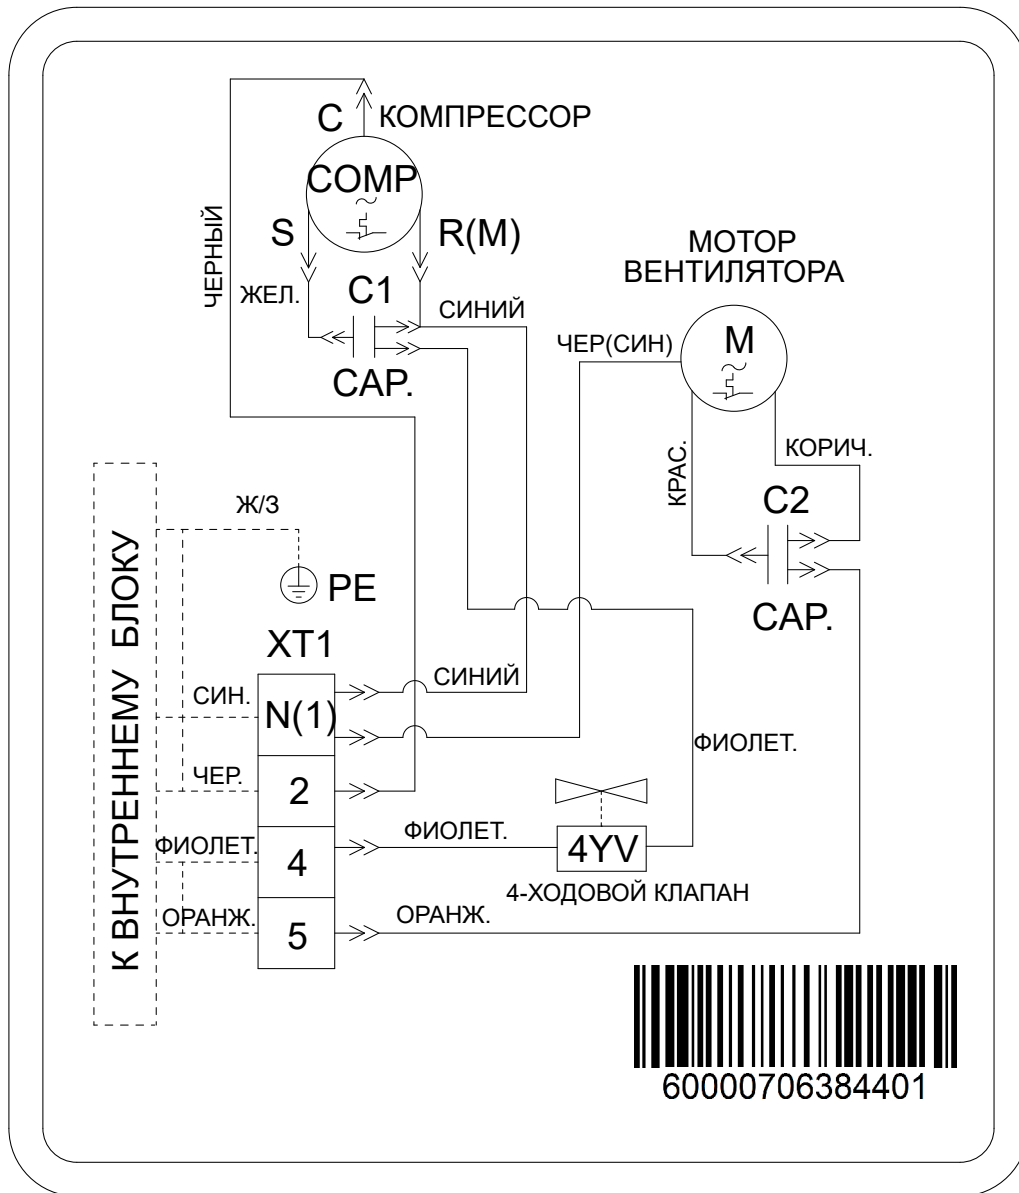 C
КОМПРЕССОР
COMP
S
R(M)
ЧЕРНЫЙ
ЖЕЛ.
C1
СИНИЙ
CAP.
МОТОР
ВЕНТИЛЯТОРА
ЧЕР(СИН)
M
КРАС.
КОРИЧ.
C2
CAP.
Ж/З
PE
К ВНУТРЕННЕМУ БЛОКУ
XT1
СИН.
N(1)
СИНИЙ
ФИОЛЕТ.
ЧЕР.
2
ФИОЛЕТ.
4
ФИОЛЕТ.
4YV
4-ХОДОВОЙ КЛАПАН
ОРАНЖ.
5
ОРАНЖ.
60000706384401